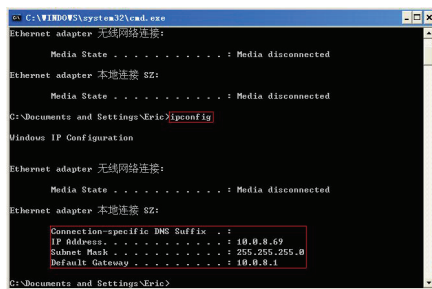 C:\WINDOWS\system32\cmd.exe
Ethernet adapter 无线网络连接:
Media State . . . . . . . . . . . : Media disconnected
Ethernet adapter 本地连接 SZ:
Media State . . . . . . . . . . . : Media disconnected
C:\Documents and Settings\Eric>ipconfig
Windows IP Configuration
Ethernet adapter 无线网络连接:
Media State . . . . . . . . . . . : Media disconnected
Ethernet adapter 本地连接 SZ:
Connection-specific DNS Suffix  . :
IP Address. . . . . . . . . . . . : 10.0.8.69
Subnet Mask . . . . . . . . . . . : 255.255.255.0
Default Gateway . . . . . . . . . : 10.0.8.1
C:\Documents and Settings\Eric>